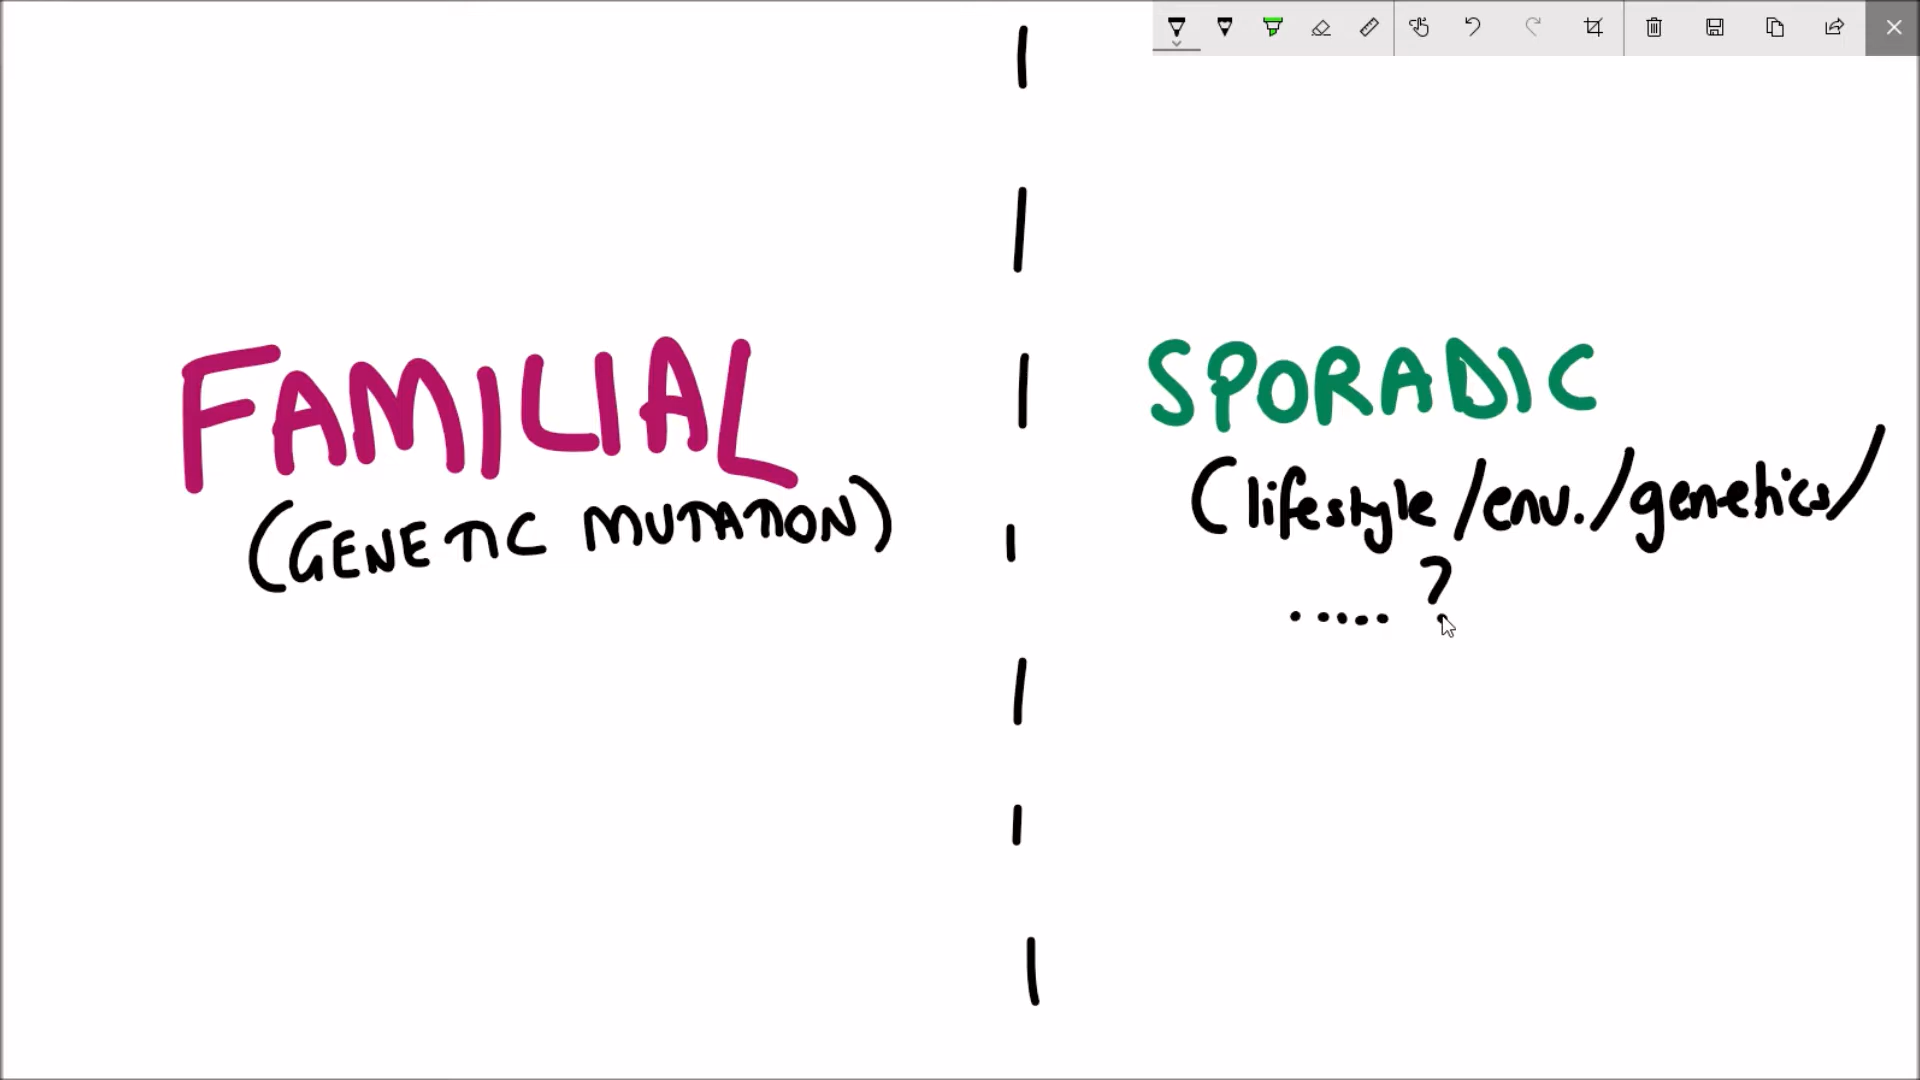 FAMILIAL
(GENETIC MUTATION)
SPORADIC
(lifestyle/env./genetics/
..... ?